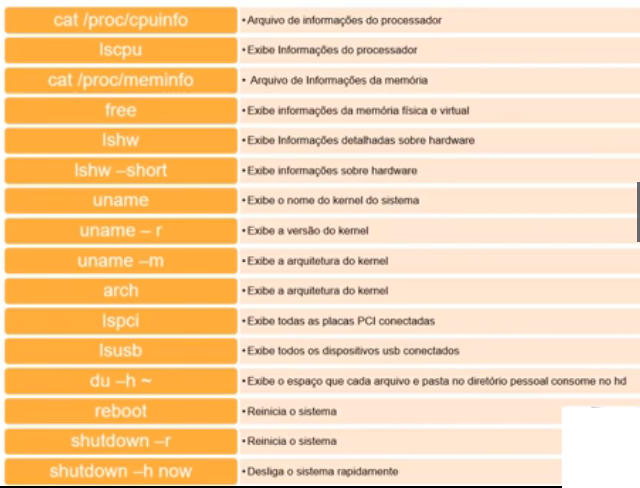 cat /proc/cpuinfo •Arquivo de informações do processador
lscpu •Exibe Informações do processador
cat /proc/meminfo • Arquivo de Informações da memória
free •Exibe informações da memória física e virtual
lshw •Exibe Informações detalhadas sobre hardware
lshw –short •Exibe informações sobre hardware
uname •Exibe o nome do kernel do sistema
uname – r •Exibe a versão do kernel
uname –m •Exibe a arquitetura do kernel
arch •Exibe a arquitetura do kernel
lspci •Exibe todas as placas PCI conectadas
lsusb •Exibe todos os dispositivos usb conectados
du –h ~ •Exibe o espaço que cada arquivo e pasta no diretório pessoal consome no hd
reboot •Reinicia o sistema
shutdown –r •Reinicia o sistema
shutdown –h now •Desliga o sistema rapidamente